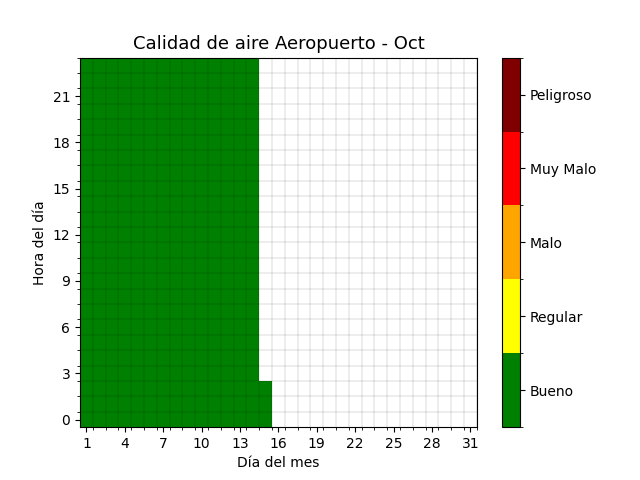 Calidad de aire Aeropuerto - Oct
Hora del día
21
18
15
12
9
6
3
0
1 4 7 10 13 16 19 22 25 28 31
Día del mes
Peligroso
Muy Malo
Malo
Regular
Bueno